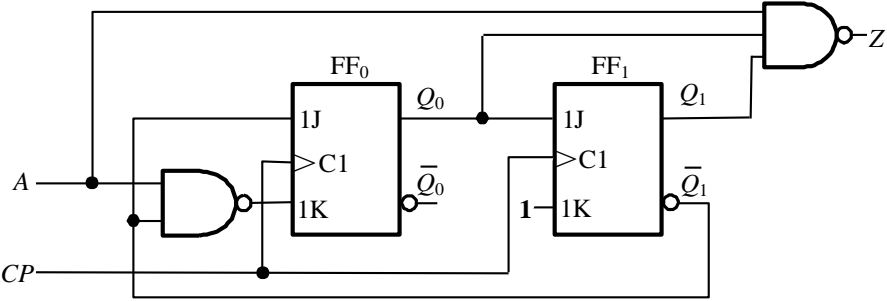 Z
FF₀
FF₁
Q₀
Q₁
1J
1J
C1
C1
A
Q̅₀
Q̅₁
1K
1
1K
CP